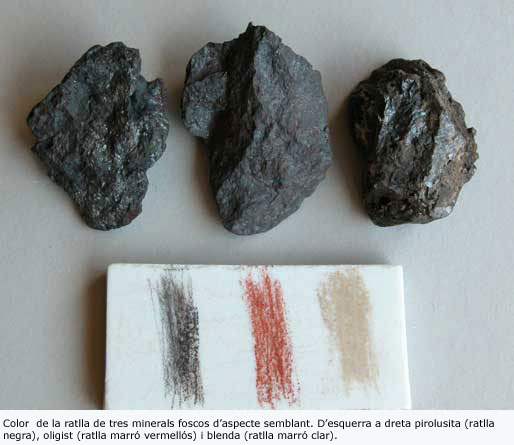 Color  de la ratlla de tres minerals foscos d'aspecte semblant. D'esquerra a dreta pirolusita (ratlla
negra), oligist (ratlla marró vermellós) i blenda (ratlla marró clar).